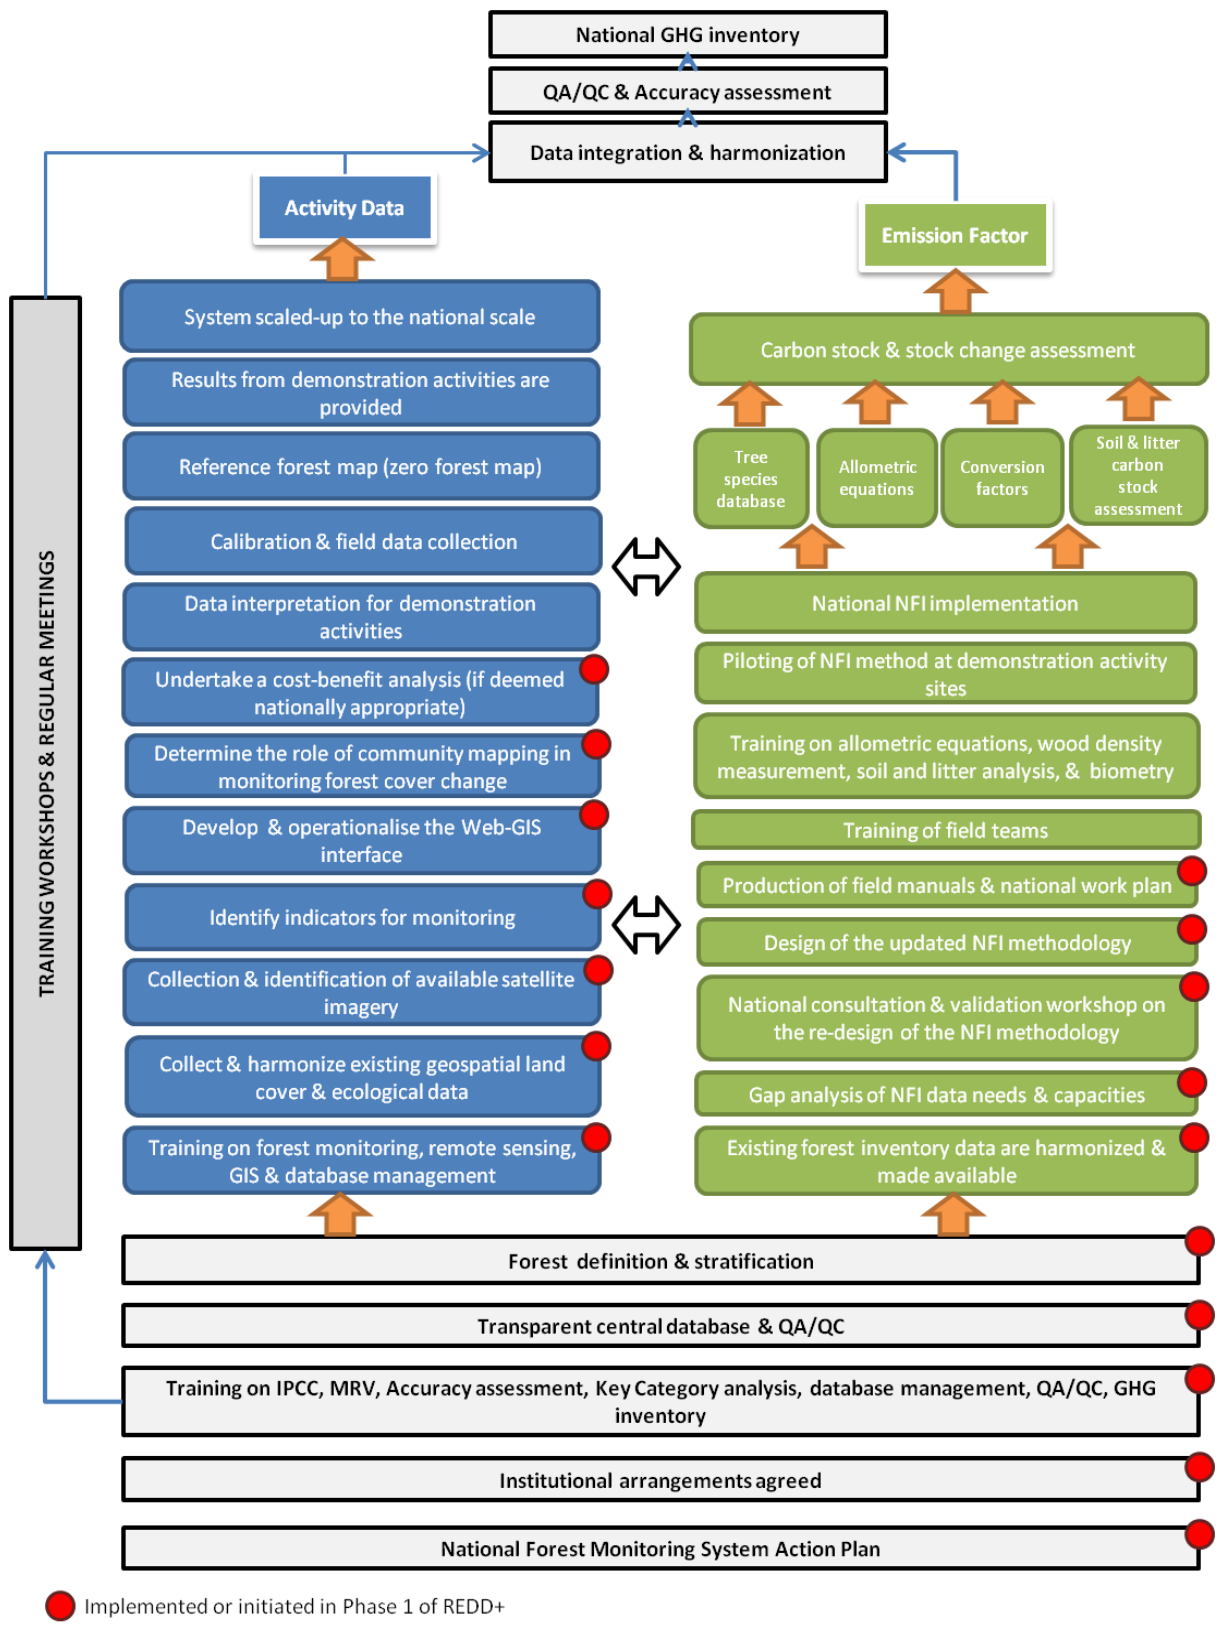 National GHG inventory
QA/QC & Accuracy assessment
Data integration & harmonization
Activity Data
Emission Factor
TRAINING WORKSHOPS & REGULAR MEETINGS
System scaled-up to the national scale
Results from demonstration activities are
provided
Reference forest map (zero forest map)
Calibration & field data collection
Data interpretation for demonstration
activities
Undertake a cost-benefit analysis (if deemed
nationally appropriate)
Determine the role of community mapping in
monitoring forest cover change
Develop & operationalise the Web-GIS
interface
Identify indicators for monitoring
Collection & identification of available satellite
imagery
Collect & harmonize existing geospatial land
cover & ecological data
Training on forest monitoring, remote sensing,
GIS & database management
Carbon stock & stock change assessment
Tree
species
database
Allometric
equations
Conversion
factors
Soil & litter
carbon
stock
assessment
National NFI implementation
Piloting of NFI method at demonstration activity
sites
Training on allometric equations, wood density
measurement, soil and litter analysis, & biometry
Training of field teams
Production of field manuals & national work plan
Design of the updated NFI methodology
National consultation & validation workshop on
the re-design of the NFI methodology
Gap analysis of NFI data needs & capacities
Existing forest inventory data are harmonized &
made available
Forest definition & stratification
Transparent central database & QA/QC
Training on IPCC, MRV, Accuracy assessment, Key Category analysis, database management, QA/QC, GHG
inventory
Institutional arrangements agreed
National Forest Monitoring System Action Plan
Implemented or initiated in Phase 1 of REDD+